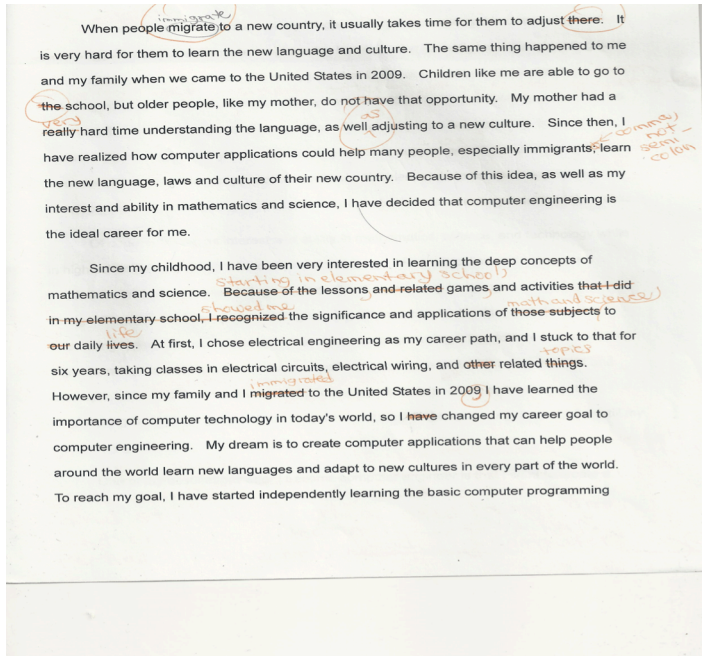 immigrate
When people migrate to a new country, it usually takes time for them to adjust there. It
is very hard for them to learn the new language and culture. The same thing happened to me
and my family when we came to the United States in 2009. Children like me are able to go to
the school, but older people, like my mother, do not have that opportunity. My mother had a
very as
really hard time understanding the language, as well adjusting to a new culture. Since then, I
comma, not semi-colon
have realized how computer applications could help many people, especially immigrants; learn
the new language, laws and culture of their new country. Because of this idea, as well as my
interest and ability in mathematics and science, I have decided that computer engineering is
the ideal career for me.
Since my childhood, I have been very interested in learning the deep concepts of
starting in elementary school,
mathematics and science. Because of the lessons and related games and activities that I did
showed me math and science,
in my elementary school, I recognized the significance and applications of those subjects to
life
our daily lives. At first, I chose electrical engineering as my career path, and I stuck to that for
topics
six years, taking classes in electrical circuits, electrical wiring, and other related things.
immigrated
However, since my family and I migrated to the United States in 2009 I have learned the
importance of computer technology in today's world, so I have changed my career goal to
computer engineering. My dream is to create computer applications that can help people
around the world learn new languages and adapt to new cultures in every part of the world.
To reach my goal, I have started independently learning the basic computer programming